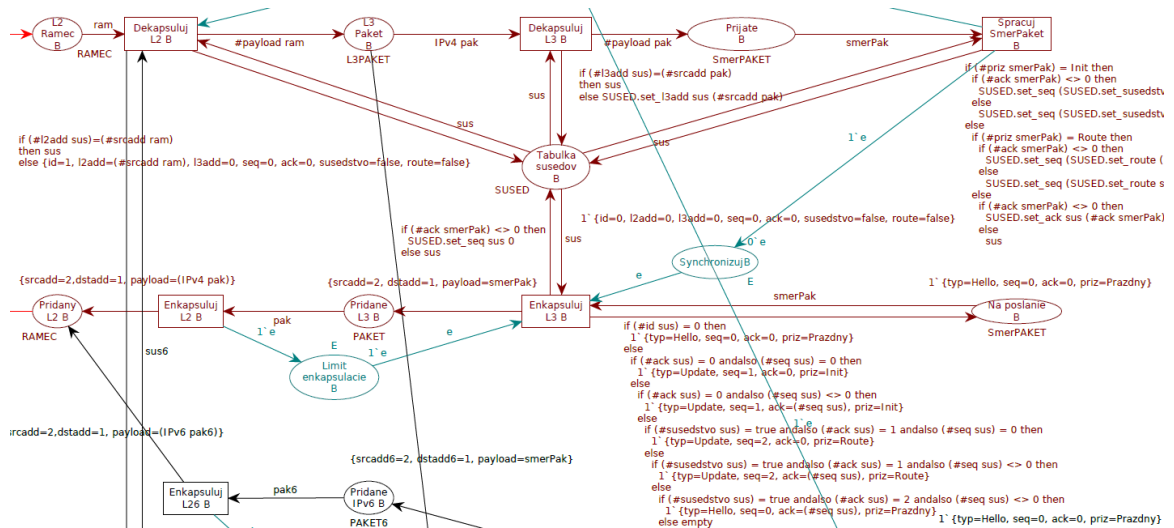 L2
Ramec
B
RAMEC
ram
Dekapsuluj
L2 B
#payload ram
L3
Paket
B
L3PAKET
IPv4 pak
Dekapsuluj
L3 B
#payload pak
Prijate
B
SmerPAKET
smerPak
Spracuj
SmerPaket
B
if (#l3add sus)=(#srcadd pak)
then sus
else SUSED.set_l3add sus (#srcadd pak)
sus
if (#priz smerPak) = Init then
if (#ack smerPak) <> 0 then
SUSED.set_seq (SUSED.set_susedstv
else
SUSED.set_seq (SUSED.set_suseds
else
if (#priz smerPak) = Route then
if (#ack smerPak) <> 0 then
SUSED.set_seq (SUSED.set_route (
else
SUSED.set_seq (SUSED.set_route s
else
if (#ack smerPak) <> 0 then
SUSED.set_ack sus (#ack smerPak)
else
sus
if (#l2add sus)=(#srcadd ram)
then sus
else {id=1, l2add=(#srcadd ram), l3add=0, seq=0, ack=0, susedstvo=false, route=false}
sus
sus
1`e
Tabulka
susedov
B
SUSED
1`{id=0, l2add=0, l3add=0, seq=0, ack=0, susedstvo=false, route=false}
if (#ack smerPak) <> 0 then
SUSED.set_seq sus 0
else sus
sus
0`e
Synchronizuj B
E
e
{srcadd=2,dstadd=1, payload=(IPv4 pak)}
{srcadd=2, dstadd=1, payload=smerPak}
1`{typ=Hello, seq=0, ack=0, priz=Prazdny}
Pridany
L2 B
RAMEC
Enkapsuluj
L2 B
pak
Pridane
L3 B
PAKET
Enkapsuluj
L3 B
smerPak
Na poslanie
B
SmerPAKET
1`e
E
1`e
e
Limit
enkapsulacie
B
sus6
if (#id sus) = 0 then
1`{typ=Hello, seq=0, ack=0, priz=Prazdny}
else
if (#ack sus) = 0 andalso (#seq sus) = 0 then
1`{typ=Update, seq=1, ack=0, priz=Init}
else
if (#ack sus) = 0 andalso (#seq sus) <> 0 then
1`{typ=Update, seq=1, ack=(#seq sus), priz=Init}
else
if (#susedstvo sus) = true andalso (#ack sus) = 1 andalso (#seq sus) = 0 then
1`{typ=Update, seq=2, ack=0, priz=Route}
else
if (#susedstvo sus) = true andalso (#ack sus) = 1 andalso (#seq sus) <> 0 then
1`{typ=Update, seq=2, ack=(#seq sus), priz=Route}
else
if (#susedstvo sus) = true andalso (#ack sus) = 2 andalso (#seq sus) <> 0 then
1`{typ=Hello, seq=0, ack=(#seq sus), priz=Prazdny}
else empty
1`e
srcadd=2,dstadd=1, payload=(IPv6 pak6)}
{srcadd6=2, dstadd6=1, payload=smerPak}
Enkapsuluj
L26 B
pak6
Pridane
IPv6 B
PAKET6
1`{typ=Hello, seq=0, ack=0, priz=Prazdny}